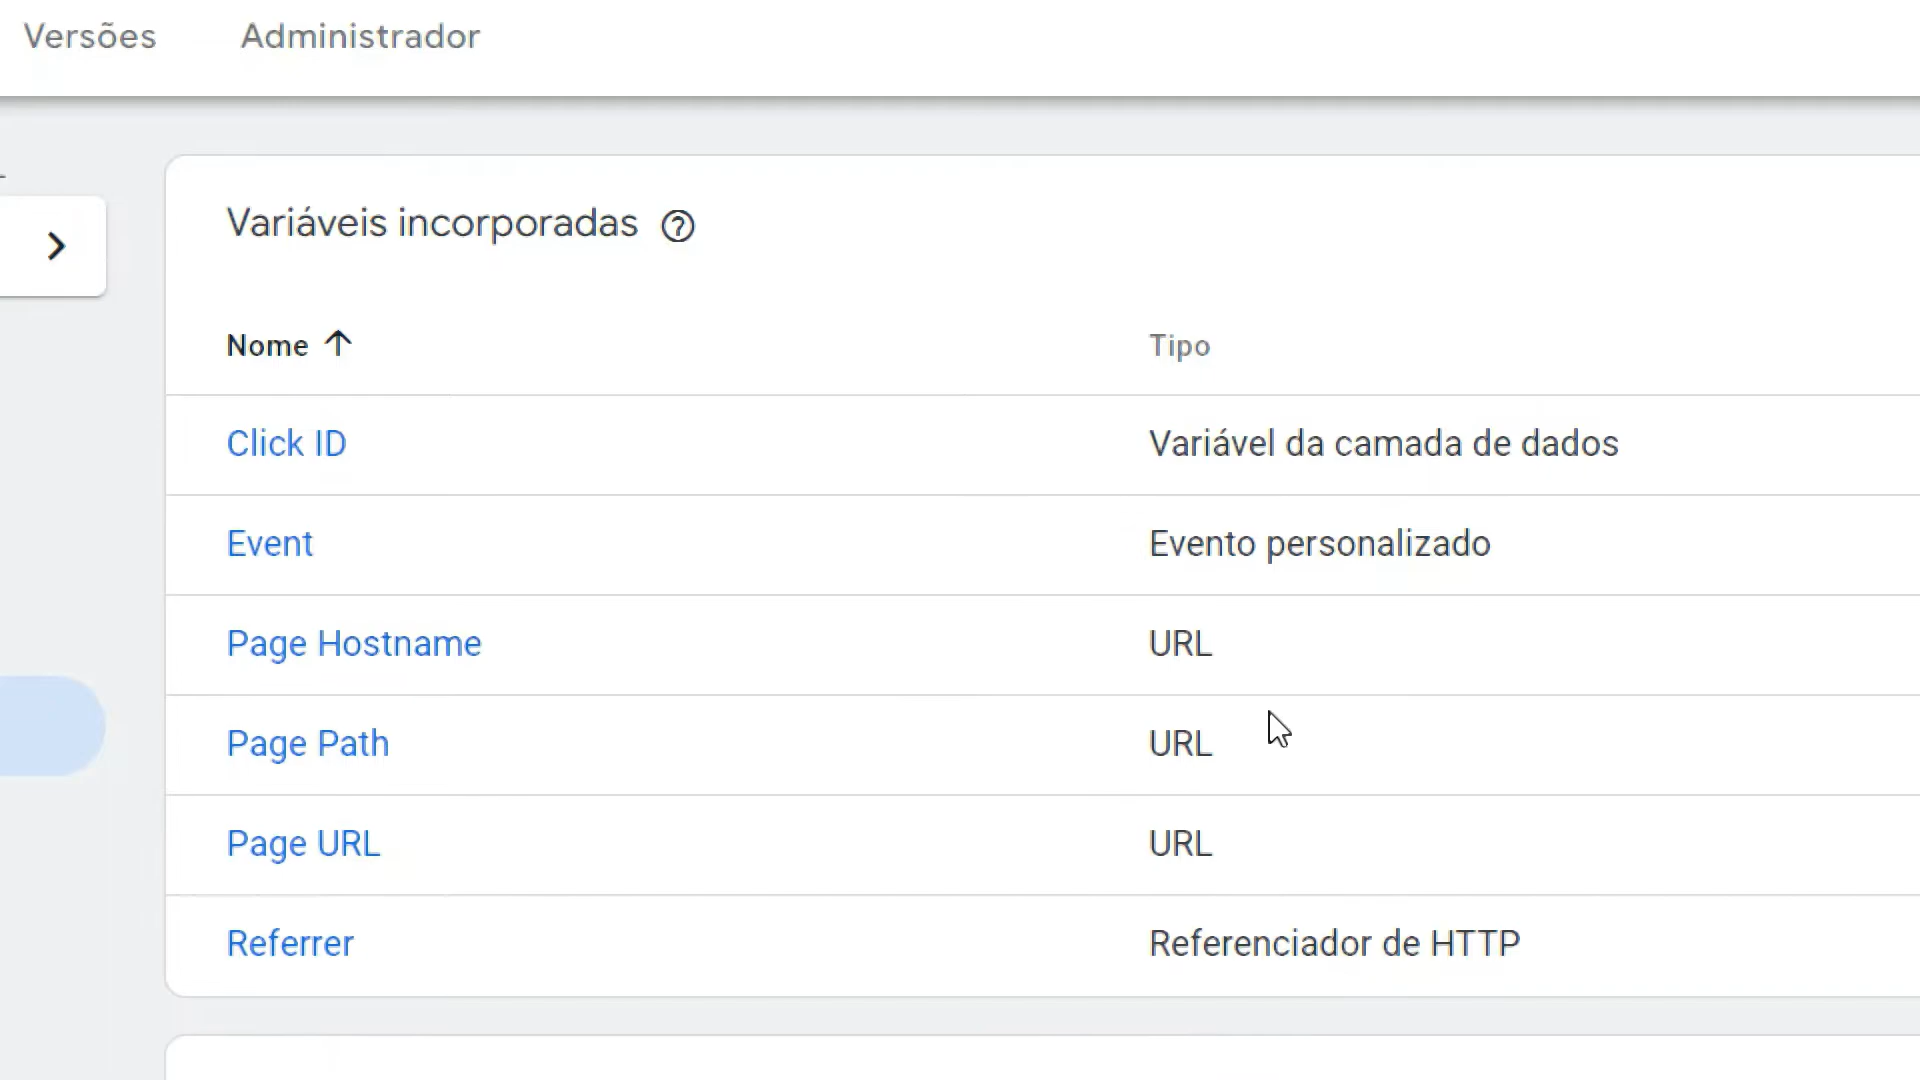 Versões Administrador
Variáveis incorporadas
Nome Tipo
Click ID Variável da camada de dados
Event Evento personalizado
Page Hostname URL
Page Path URL
Page URL URL
Referrer Referenciador de HTTP